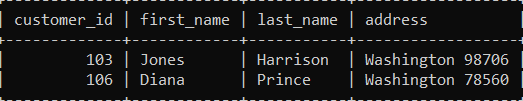 | customer_id | first_name | last_name | address |
| 103 | Jones | Harrison | Washington 98706 |
| 106 | Diana | Prince | Washington 78560 |